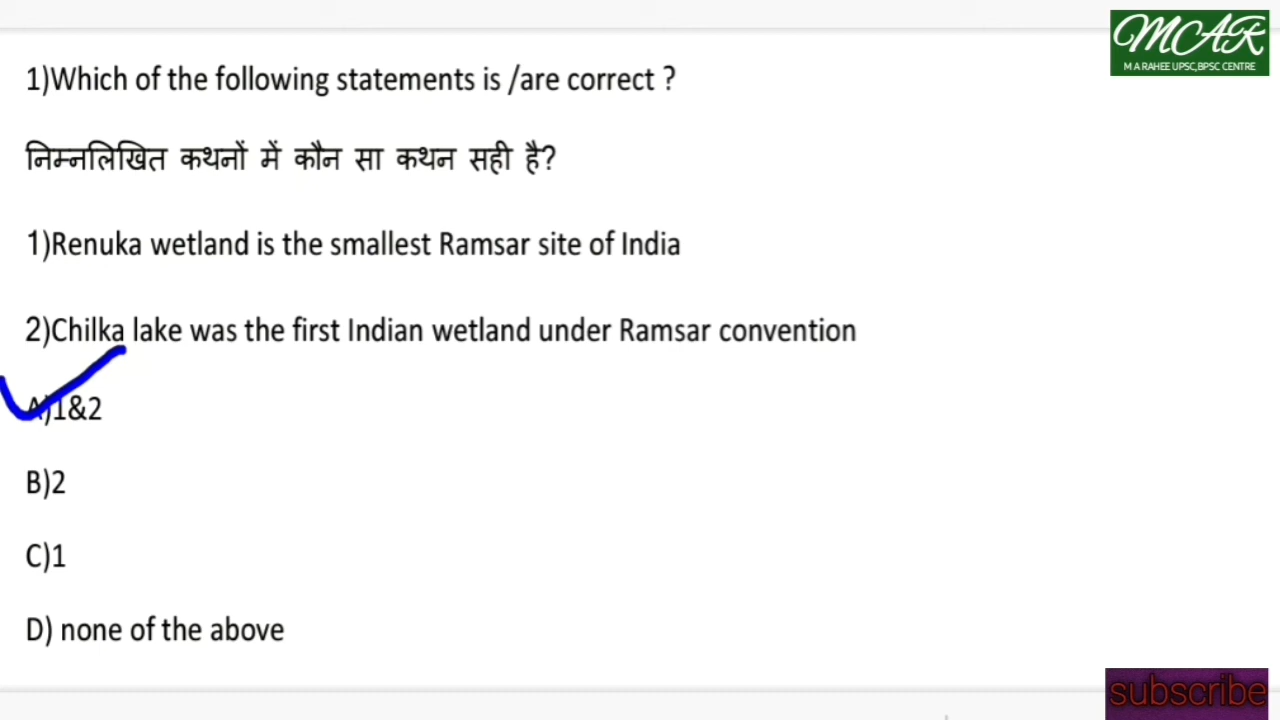 MCAR
M A RAHEE UPSC,BPSC CENTRE
1)Which of the following statements is /are correct ?
निम्नलिखित कथनों में कौन सा कथन सही है?
1)Renuka wetland is the smallest Ramsar site of India
2)Chilka lake was the first Indian wetland under Ramsar convention
A)1&2
B)2
C)1
D) none of the above
subscribe